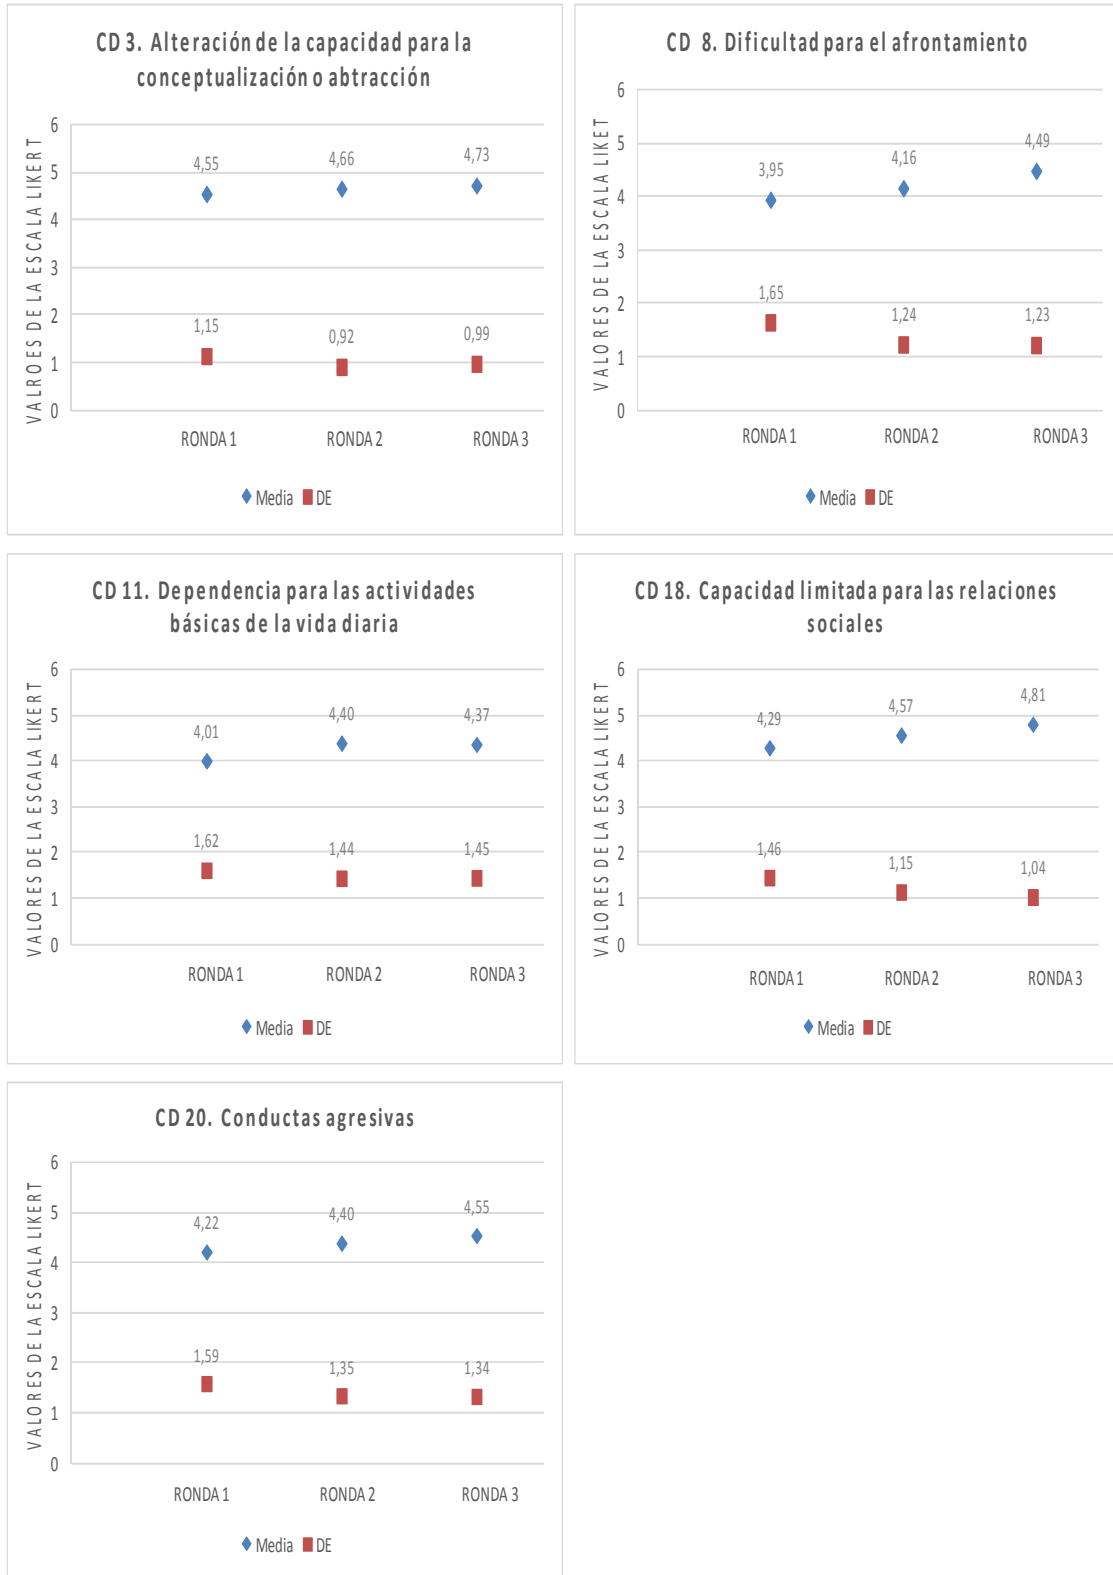 CD 3. Alteración de la capacidad para la
conceptualización o abtracción
VALROES DE LA ESCALA LIKERT
6
5
4
3
2
1
0
4,55
4,66
4,73
1,15
0,92
0,99
RONDA 1
RONDA 2
RONDA 3
Media
DE
CD 8. Dificultad para el afrontamiento
VALORES DE LA ESCALA LIKET
6
5
4
3
2
1
0
3,95
4,16
4,49
1,65
1,24
1,23
RONDA 1
RONDA 2
RONDA 3
Media
DE
CD 11. Dependencia para las actividades
básicas de la vida diaria
VALORES DE LA ESCALA LIKERT
6
5
4
3
2
1
0
4,01
4,40
4,37
1,62
1,44
1,45
RONDA 1
RONDA 2
RONDA 3
Media
DE
CD 18. Capacidad limitada para las relaciones
sociales
VALORES DE LA ESCALA LIKERT
6
5
4
3
2
1
0
4,29
4,57
4,81
1,46
1,15
1,04
RONDA 1
RONDA 2
RONDA 3
Media
DE
CD 20. Conductas agresivas
VALORES DE LA ESCALA LIKERT
6
5
4
3
2
1
0
4,22
4,40
4,55
1,59
1,35
1,34
RONDA 1
RONDA 2
RONDA 3
Media
DE